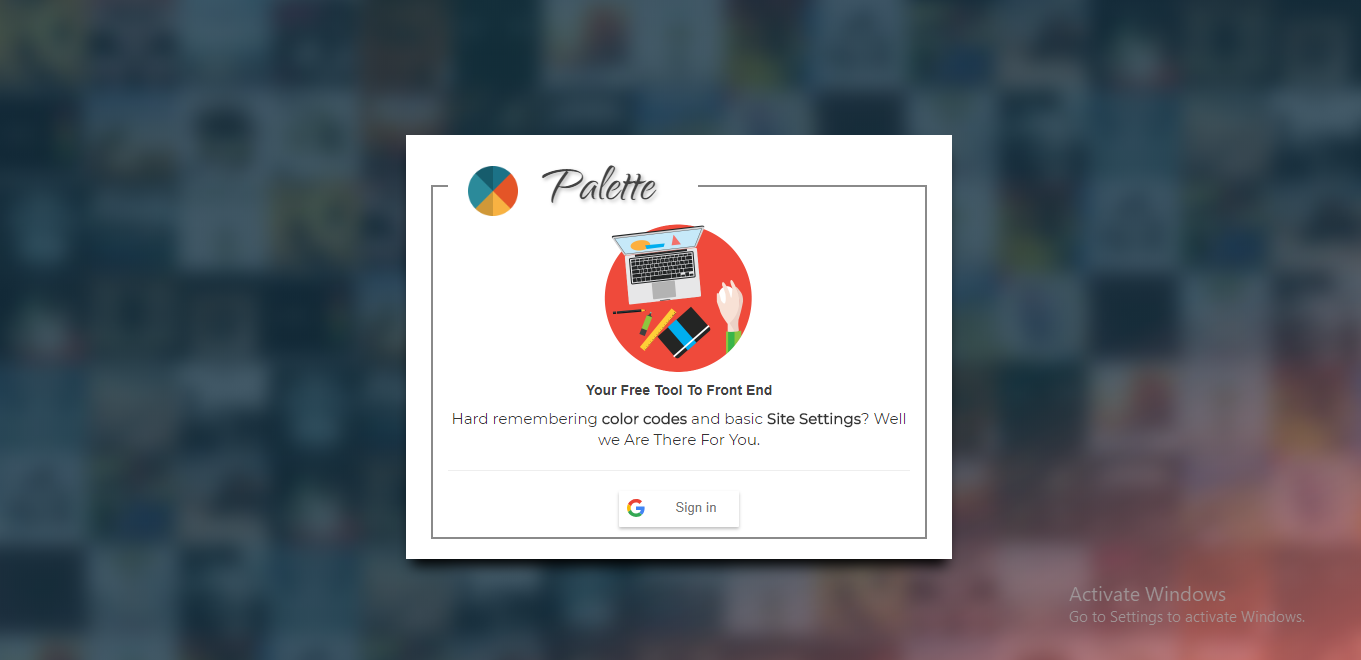 Palette
Your Free Tool To Front End
Hard remembering color codes and basic Site Settings? Well
we Are There For You.
Sign in
Activate Windows
Go to Settings to activate Windows.